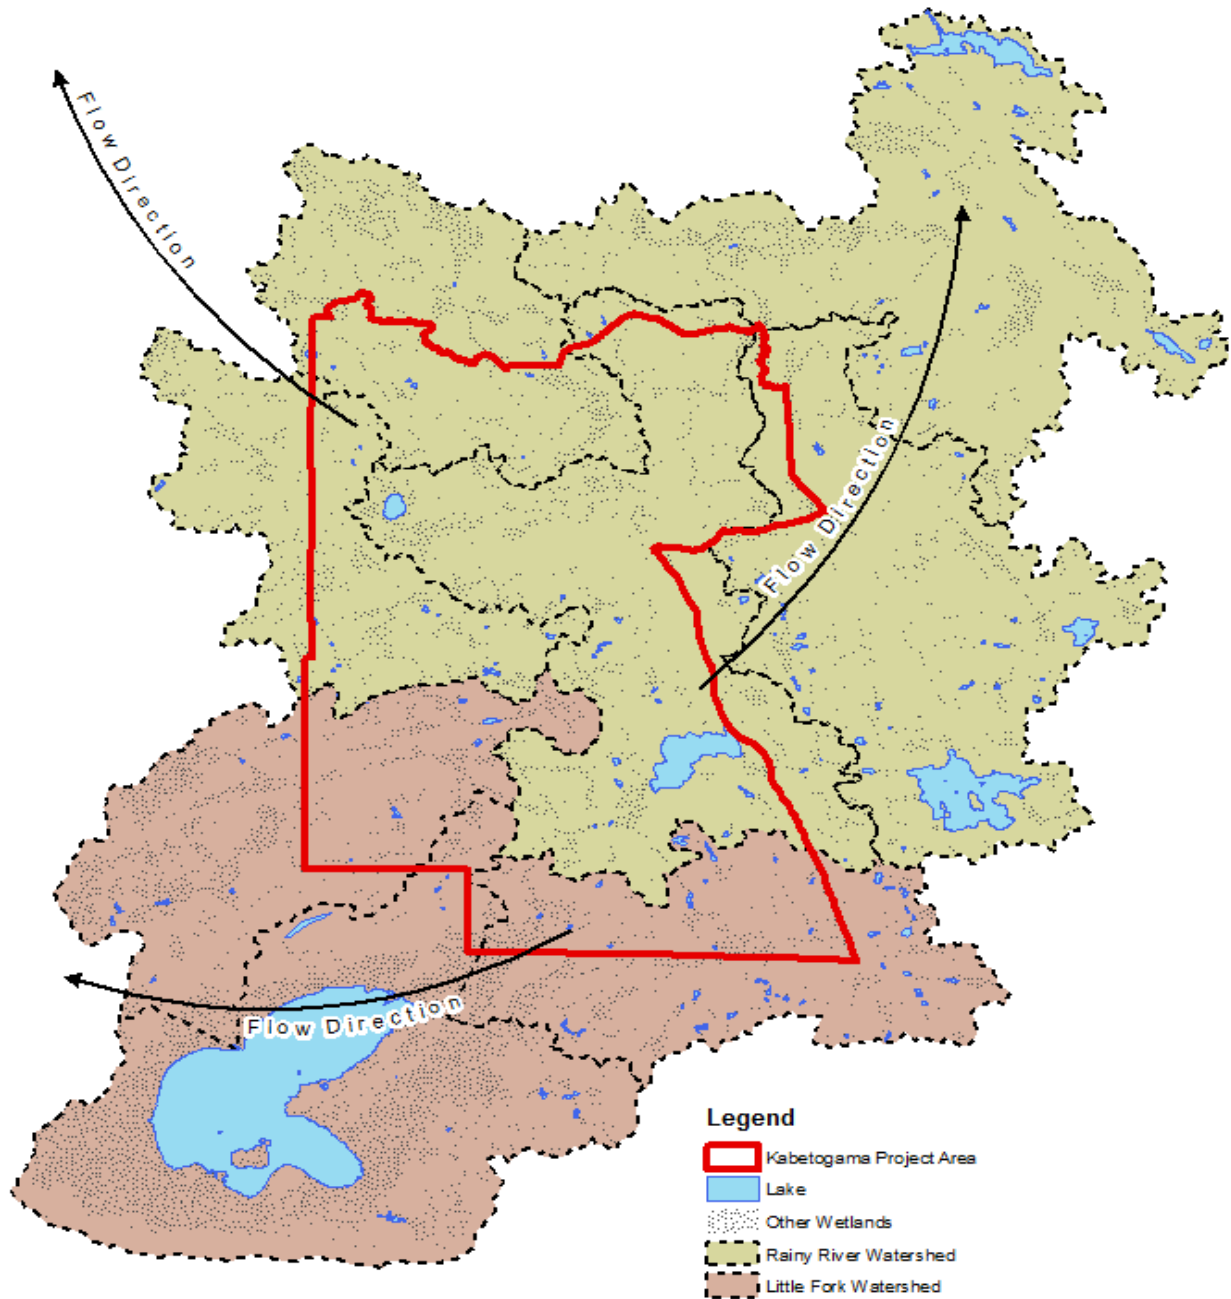 Flow Direction
Flow Direction
Flow Direction
Legend
Kabetogama Project Area
Lake
Other Wetlands
Rainy River Watershed
Little Fork Watershed